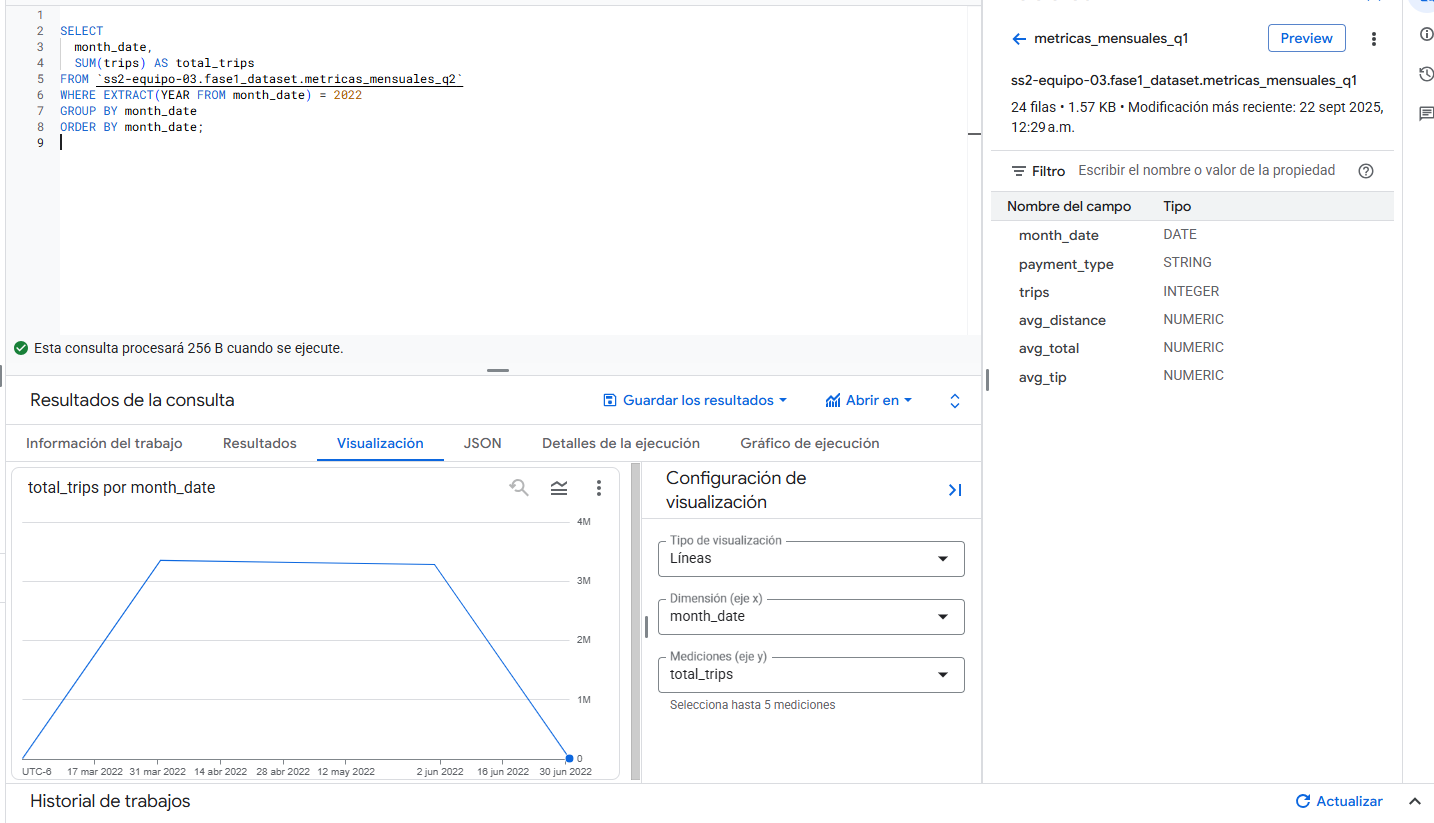 1
2 SELECT
3 month_date,
4 SUM(trips) AS total_trips
5 FROM `ss2-equipo-03.fase1_dataset.metricas_mensuales_q2`
6 WHERE EXTRACT(YEAR FROM month_date) = 2022
7 GROUP BY month_date
8 ORDER BY month_date;
9
Esta consulta procesará 256 B cuando se ejecute.
Resultados de la consulta
Guardar los resultados
Abrir en
Información del trabajo
Resultados
Visualización
JSON
Detalles de la ejecución
Gráfico de ejecución
total_trips por month_date
4M
3M
2M
1M
0
UTC-6 17 mar 2022 31 mar 2022 14 abr 2022 28 abr 2022 12 may 2022 2 jun 2022 16 jun 2022 30 jun 2022
Configuración de
visualización
Tipo de visualización
Líneas
Dimensión (eje x)
month_date
Mediciones (eje y)
total_trips
Selecciona hasta 5 mediciones
metricas_mensuales_q1
Preview
ss2-equipo-03.fase1_dataset.metricas_mensuales_q1
24 filas • 1.57 KB • Modificación más reciente: 22 sept 2025,
12:29 a.m.
Filtro Escribir el nombre o valor de la propiedad
Nombre del campo Tipo
month_date DATE
payment_type STRING
trips INTEGER
avg_distance NUMERIC
avg_total NUMERIC
avg_tip NUMERIC
Historial de trabajos
Actualizar